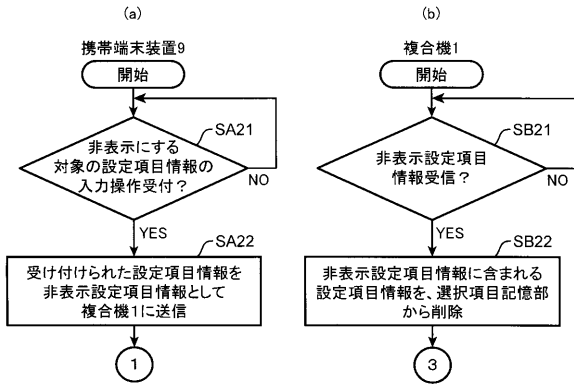 (a)
携帯端末装置9
開始
SA21
非表示にする
対象の設定項目情報の
入力操作受付？
NO
YES
SA22
受け付けられた設定項目情報を
非表示設定項目情報として
複合機1に送信
1
(b)
複合機1
開始
SB21
非表示設定項目
情報受信？
NO
YES
SB22
非表示設定項目情報に含まれる
設定項目情報を、選択項目記憶部
から削除
3